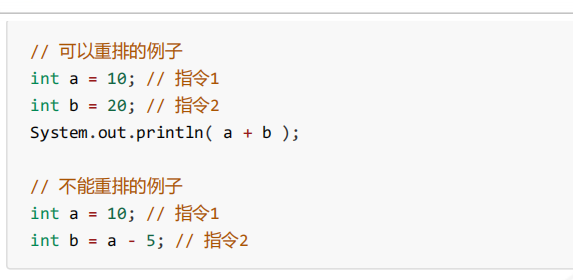 // 可以重排的例子
int a = 10; // 指令1
int b = 20; // 指令2
System.out.println( a + b );
// 不能重排的例子
int a = 10; // 指令1
int b = a - 5; // 指令2